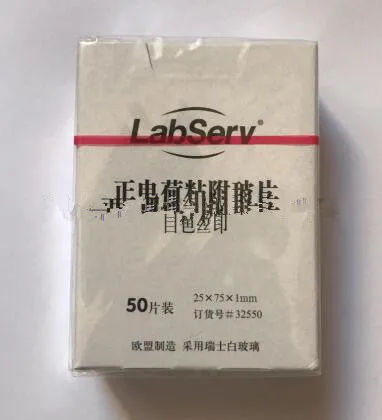 LabServ®
正电荷粘附玻片
白色丝印
50片装
25×75×1mm
订货号#32550
欧盟制造 采用瑞士白玻璃